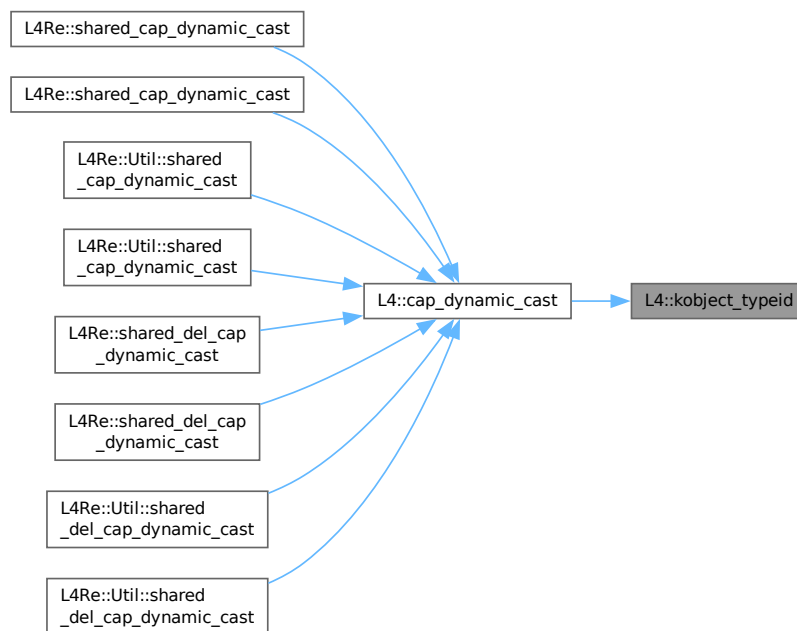 L4Re::shared_cap_dynamic_cast
L4Re::shared_cap_dynamic_cast
L4Re::Util::shared
_cap_dynamic_cast
L4Re::Util::shared
_cap_dynamic_cast
L4Re::shared_del_cap
_dynamic_cast
L4Re::shared_del_cap
_dynamic_cast
L4Re::Util::shared
_del_cap_dynamic_cast
L4Re::Util::shared
_del_cap_dynamic_cast
L4::cap_dynamic_cast
L4::kobject_typeid